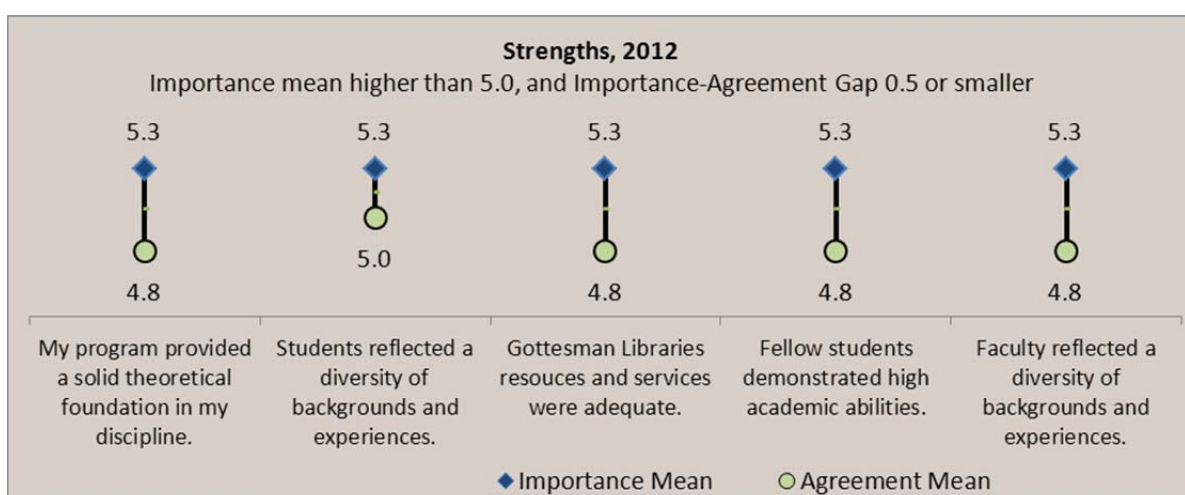 Strengths, 2012
Importance mean higher than 5.0, and Importance-Agreement Gap 0.5 or smaller
5.3 5.3 5.3 5.3 5.3
5.0
4.8 4.8 4.8 4.8
My program provided
a solid theoretical
foundation in my
discipline.
Students reflected a
diversity of
backgrounds and
experiences.
Gottesman Libraries
resouces and services
were adequate.
Fellow students
demonstrated high
academic abilities.
Faculty reflected a
diversity of
backgrounds and
experiences.
Importance Mean
Agreement Mean